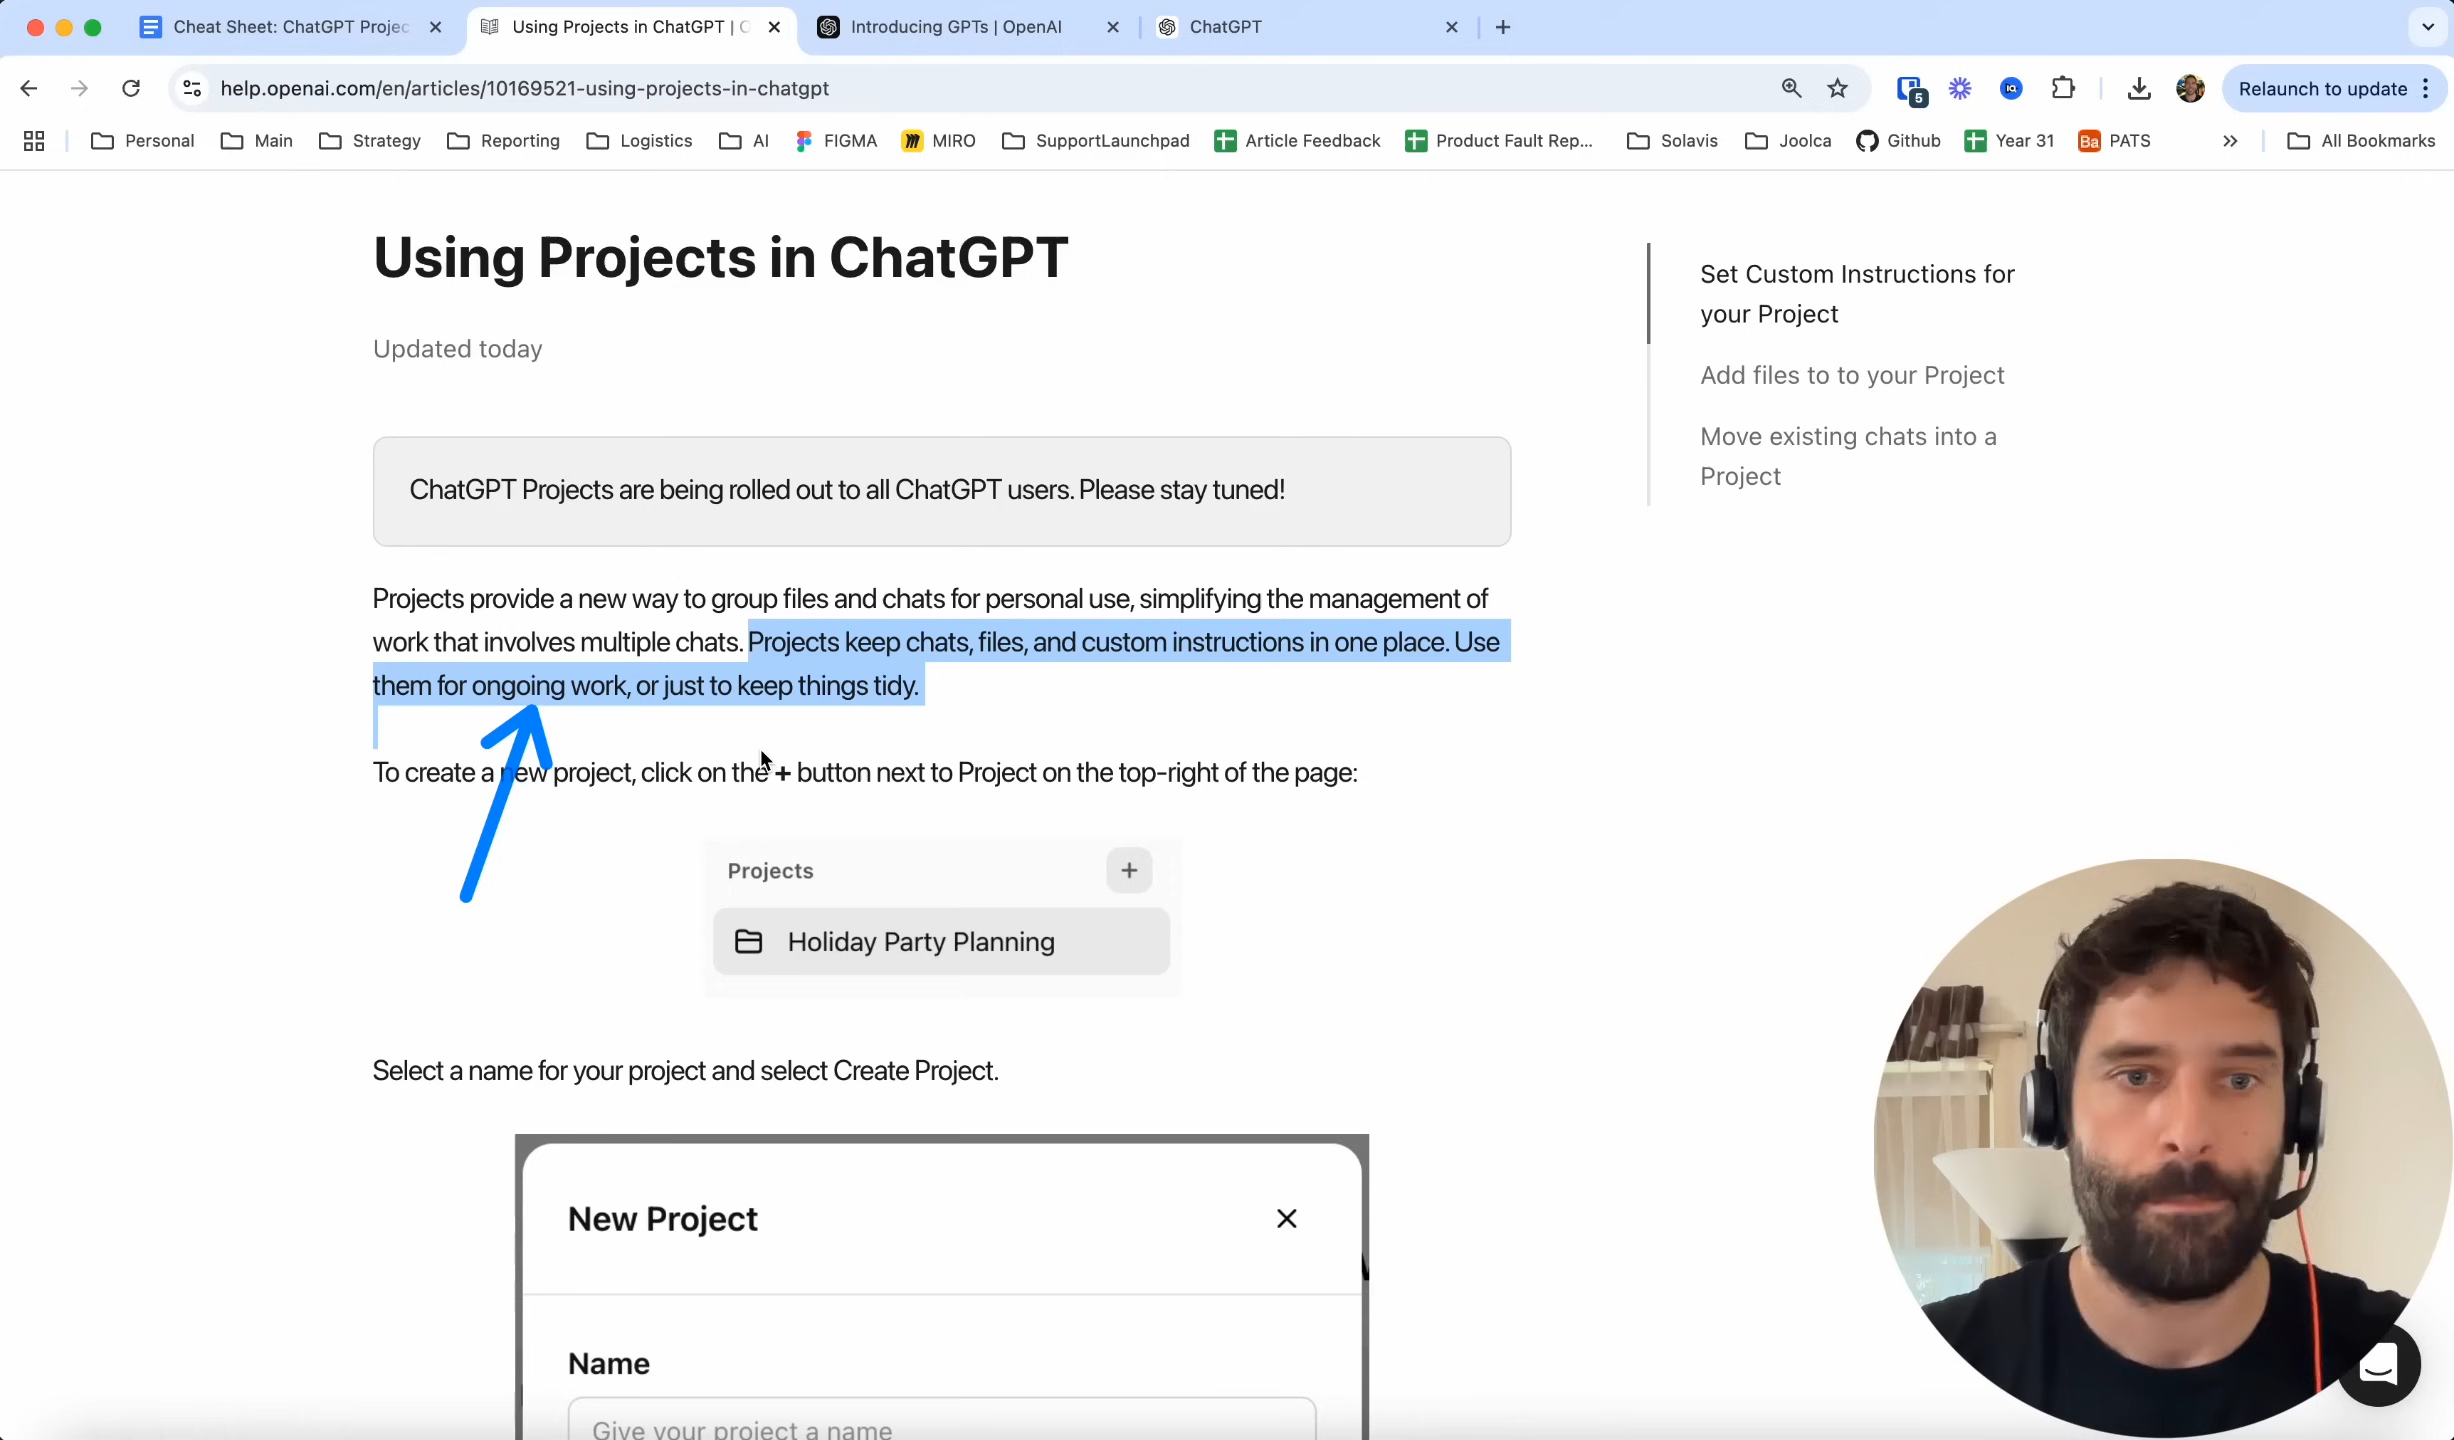 Cheat Sheet: ChatGPT Projec
Using Projects in ChatGPT | O
Introducing GPTs | OpenAI
ChatGPT
help.openai.com/en/articles/10169521-using-projects-in-chatgpt
5
Relaunch to update
Personal
Main
Strategy
Reporting
Logistics
AI
FIGMA
MIRO
SupportLaunchpad
Article Feedback
Product Fault Rep...
Solavis
Joolca
Github
Year 31
Ba PATS
All Bookmarks
Using Projects in ChatGPT
Updated today
ChatGPT Projects are being rolled out to all ChatGPT users. Please stay tuned!
Projects provide a new way to group files and chats for personal use, simplifying the management of
work that involves multiple chats. Projects keep chats, files, and custom instructions in one place. Use
them for ongoing work, or just to keep things tidy.
To create a new project, click on the + button next to Project on the top-right of the page:
Projects
Holiday Party Planning
Select a name for your project and select Create Project.
New Project
Name
Give your project a name
Set Custom Instructions for
your Project
Add files to to your Project
Move existing chats into a
Project